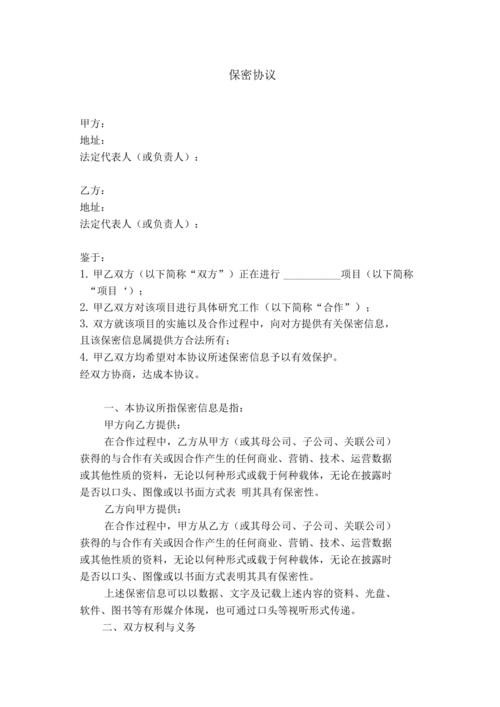 保密协议
甲方：
地址：
法定代表人（或负责人）；
乙方：
地址：
法定代表人（或负责人）；
鉴于：
1. 甲乙双方（以下简称“双方”）正在进行 ___________项目（以下简称
“项目‘）；
2. 甲乙双方对该项目进行具体研究工作（以下简称“合作”）；
3. 双方就该项目的实施以及合作过程中，向对方提供有关保密信息，
且该保密信息属提供方合法所有；
4. 甲乙双方均希望对本协议所述保密信息予以有效保护。
经双方协商，达成本协议。
一、本协议所指保密信息是指：
甲方向乙方提供：
在合作过程中，乙方从甲方（或其母公司、子公司、关联公司）
获得的与合作有关或因合作产生的任何商业、营销、技术、运营数据
或其他性质的资料，无论以何种形式或载于何种载体，无论在披露时
是否以口头、图像或以书面方式表 明其具有保密性。
乙方向甲方提供：
在合作过程中，甲方从乙方（或其母公司、子公司、关联公司）
获得的与合作有关或因合作产生的任何商业、营销、技术、运营数据
或其他性质的资料，无论以何种形式或载于何种载体，无论在披露时
是否以口头、图像或以书面方式表明其具有保密性。
上述保密信息可以以数据、文字及记载上述内容的资料、光盘、
软件、图书等有形媒介体现，也可通过口头等视听形式传递。
二、双方权利与义务